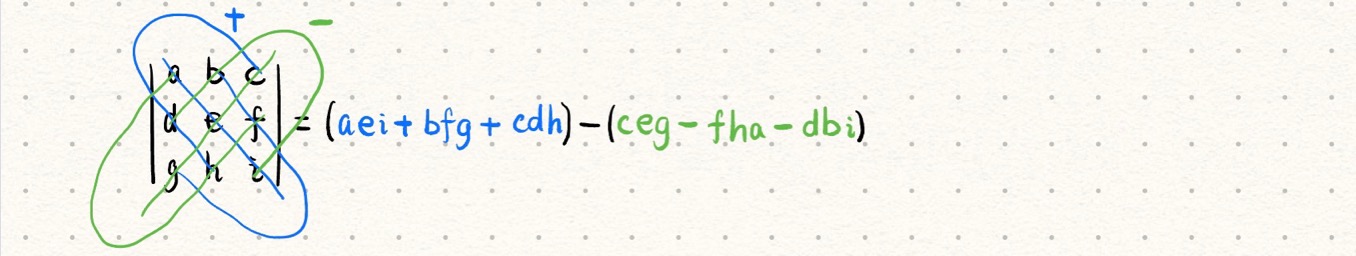 + −
| a b c |
| d e f | = (aei + bfg + cdh) − (ceg − fha − dbi)
| g h i |